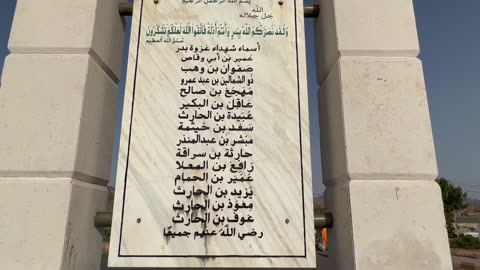 بسم الله الرحمن الرحيم
الله
جل جلاله
ولقد نصركم الله ببدر وأنتم أذلة فاتقوا الله لعلكم تشكرون
صدق الله العظيم
أسماء شهداء غزوة بدر
عمير بن أبي وقاص
صفوان بن وهب
ذو الشمالين بن عبد عمرو
مهجع بن صالح
عاقل بن البكير
عبيدة بن الحارث
سعد بن خيثمة
مبشر بن عبدالمنذر
حارثة بن سراقة
رافع بن المعلا
عمير بن الحمام
يزيد بن الحارث
معوذ بن الحارث
عوف بن الحارث
رضي الله عنهم جميعا